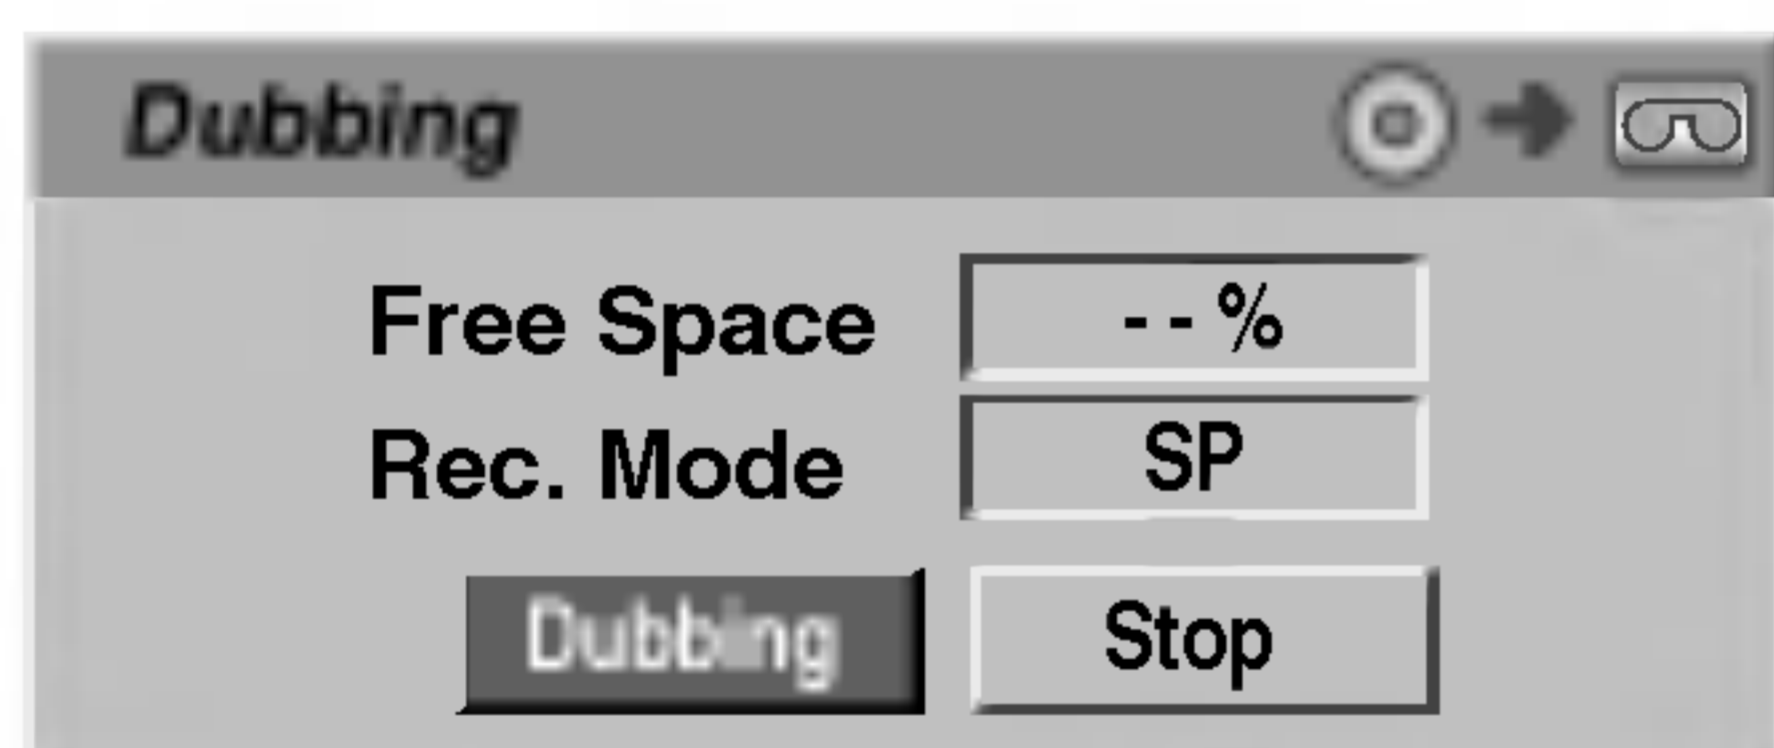 Dubbing
Free Space - - %
Rec. Mode SP
Dubbing Stop